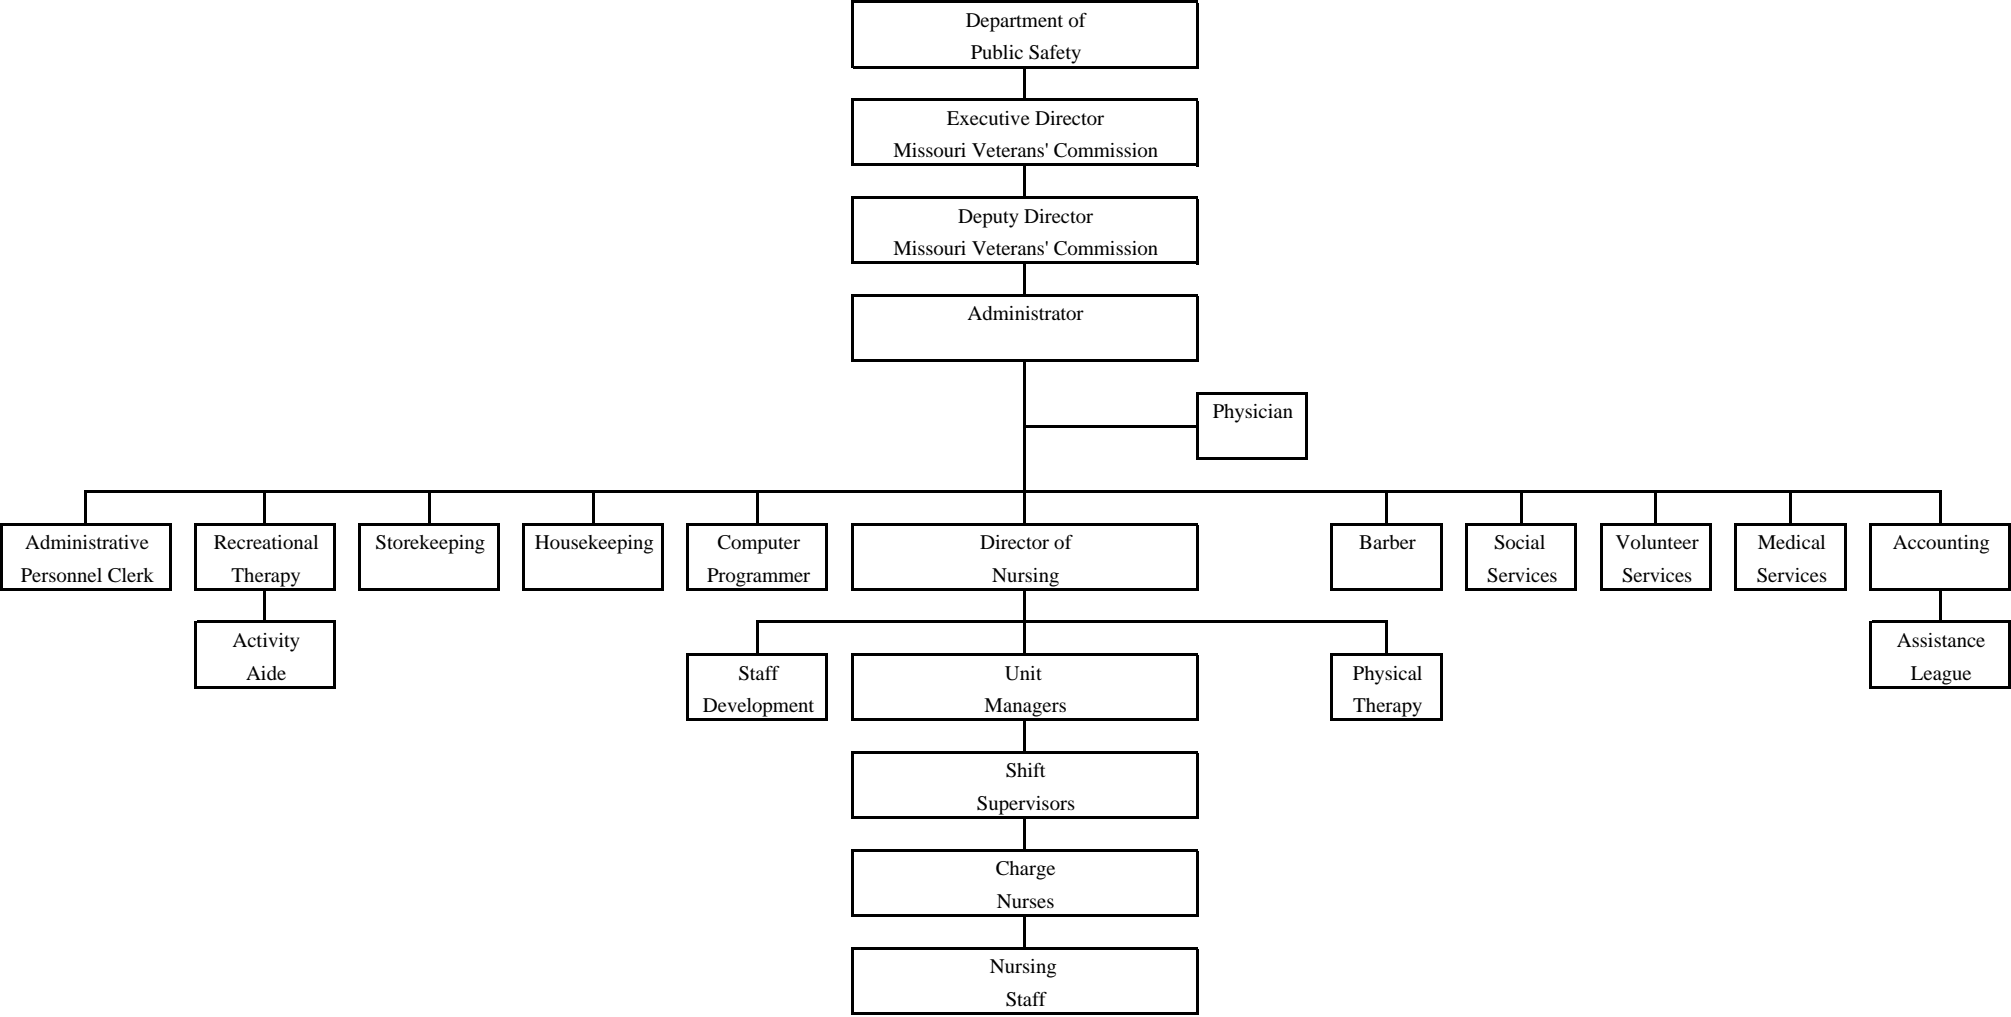 Department of
Public Safety
Executive Director
Missouri Veterans' Commission
Deputy Director
Missouri Veterans' Commission
Administrator
Physician
Administrative
Personnel Clerk
Recreational
Therapy
Storekeeping
Housekeeping
Computer
Programmer
Director of
Nursing
Barber
Social
Services
Volunteer
Services
Medical
Services
Accounting
Activity
Aide
Assistance
League
Staff
Development
Unit
Managers
Physical
Therapy
Shift
Supervisors
Charge
Nurses
Nursing
Staff